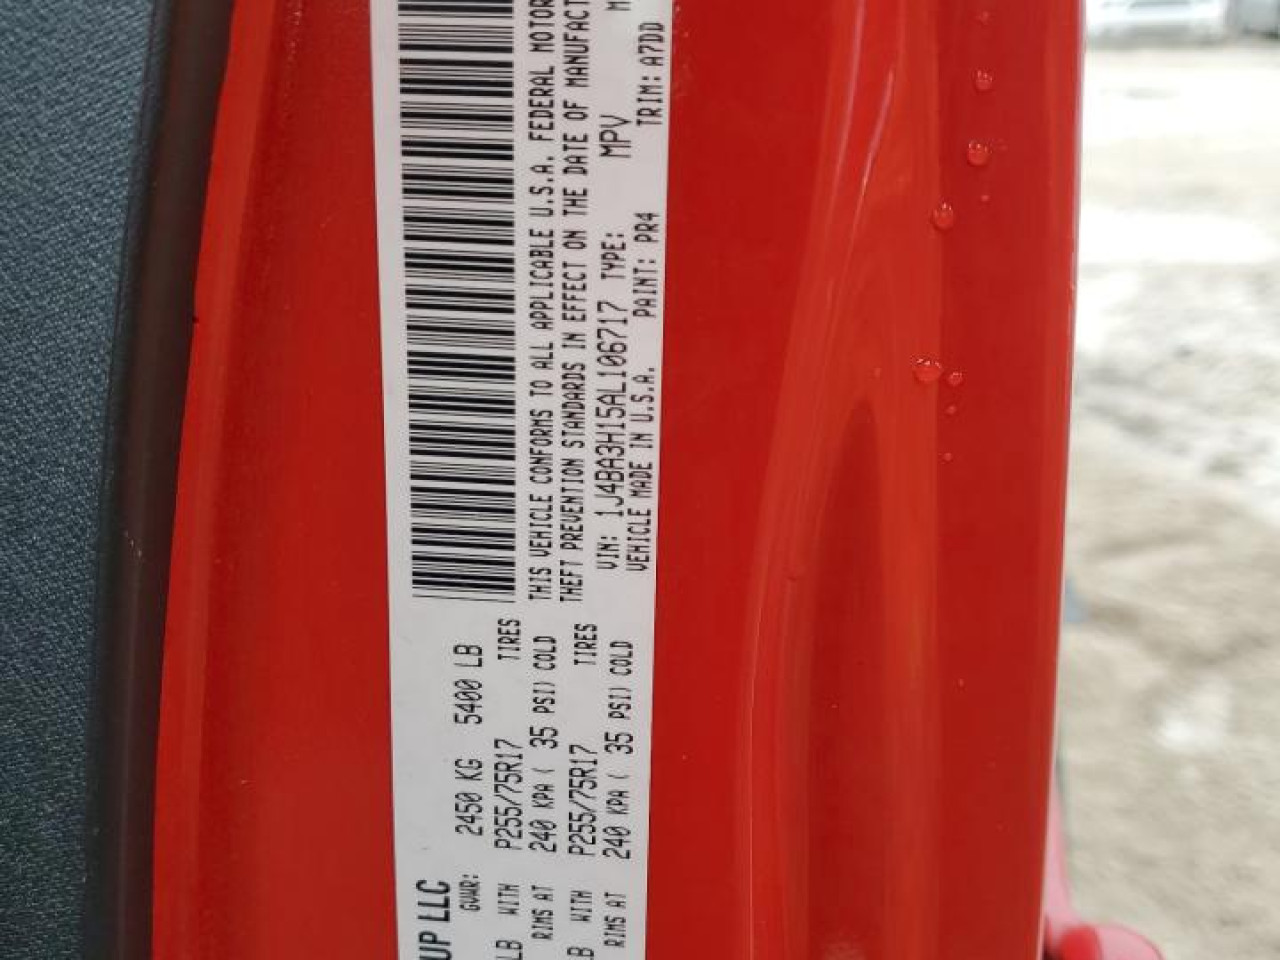 UP LLC
GVWR: 2450 KG 5400 LB
LB WITH P255/75R17 TIRES
RIMS AT 240 KPA ( 35 PSI) COLD
LB WITH P255/75R17 TIRES
RIMS AT 240 KPA ( 35 PSI) COLD
THIS VEHICLE CONFORMS TO ALL APPLICABLE U.S.A. FEDERAL MOTOR
THEFT PREVENTION STANDARDS IN EFFECT ON THE DATE OF MANUFACT
VIN: 1J4BA3H15AL106717 TYPE: MPV
VEHICLE MADE IN U.S.A. PAINT: PR4 TRIM: A7DD